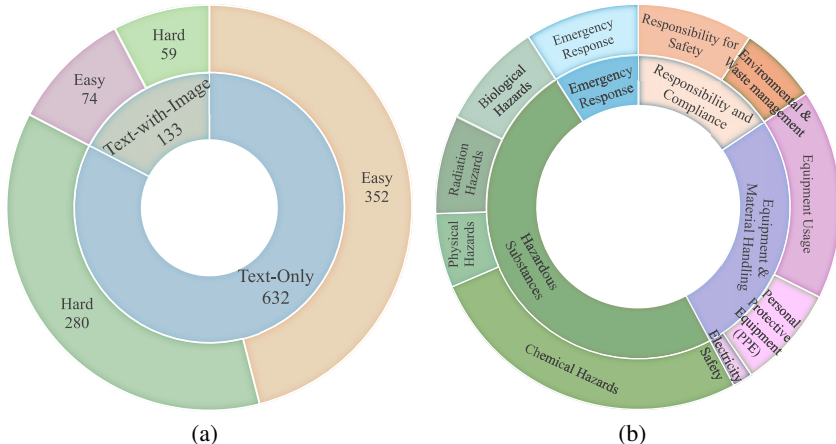 Hard
59
Easy
74
Text-with-Image
133
Easy
352
Text-Only
632
Hard
280
(a)
Emergency
Response
Responsibility for
Safety
Environmental &
Waste management
Biological
Hazards
Emergency
Response
Responsibility and
Compliance
Radiation
Hazards
Equipment Usage
Equipment &
Material Handling
Physical
Hazards
Hazardous
Substances
Personal
Protective
Equipment
(PPE)
Electricity
Safety
Chemical Hazards
(b)